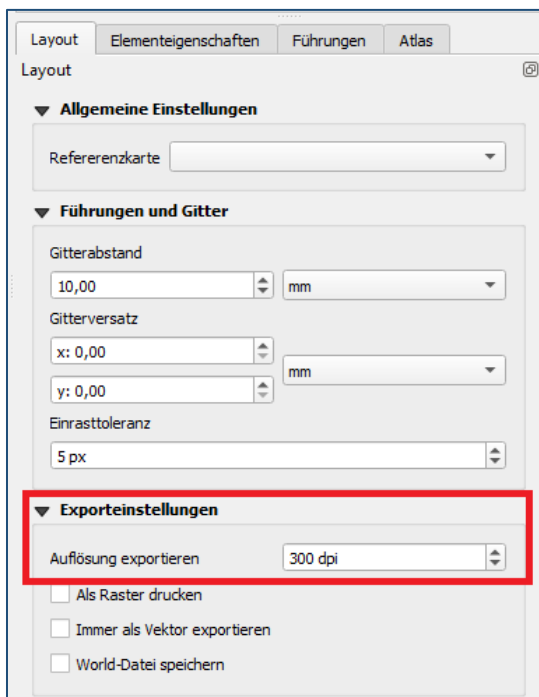 Layout Elementeigenschaften Führungen Atlas
Layout
Allgemeine Einstellungen
Refererenzkarte
Führungen und Gitter
Gitterabstand
10,00 mm
Gitterversatz
x: 0,00
mm
y: 0,00
Einrasttoleranz
5 px
Exporteinstellungen
Auflösung exportieren 300 dpi
Als Raster drucken
Immer als Vektor exportieren
World-Datei speichern